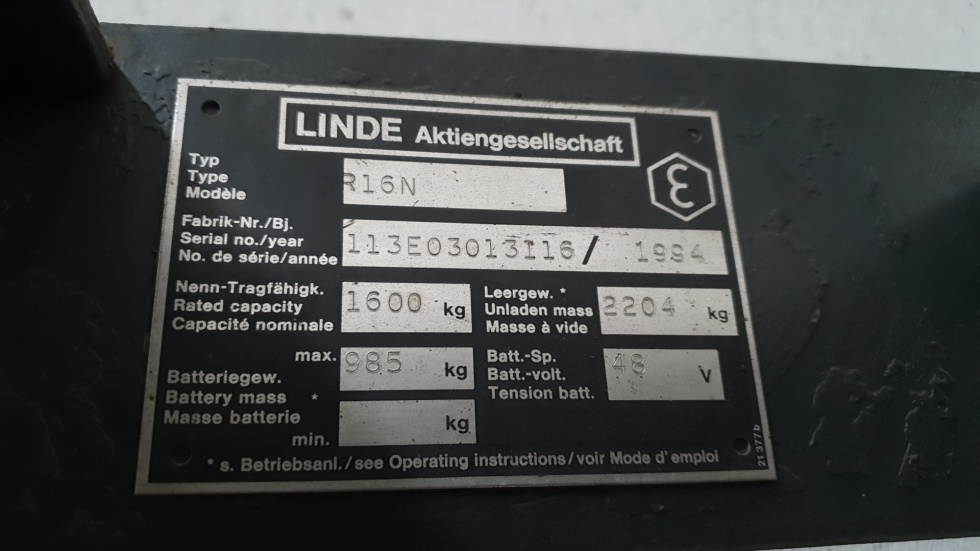 LINDE Aktiengesellschaft
Typ
Type
Modèle
R16N
ε
Fabrik-Nr./Bj.
Serial no./year
No. de série/année
113E03013116/ 1994
Nenn-Tragfähigk.
Rated capacity
Capacité nominale
1600 kg
Leergew. *
Unladen mass
Masse à vide
2204 kg
max. 985 kg
Batteriegew.
Battery mass *
Masse batterie
min. kg
Batt.-Sp.
Batt.-volt.
Tension batt.
48 V
* s. Betriebsanl./see Operating instructions/voir Mode d'emploi
21 377 b